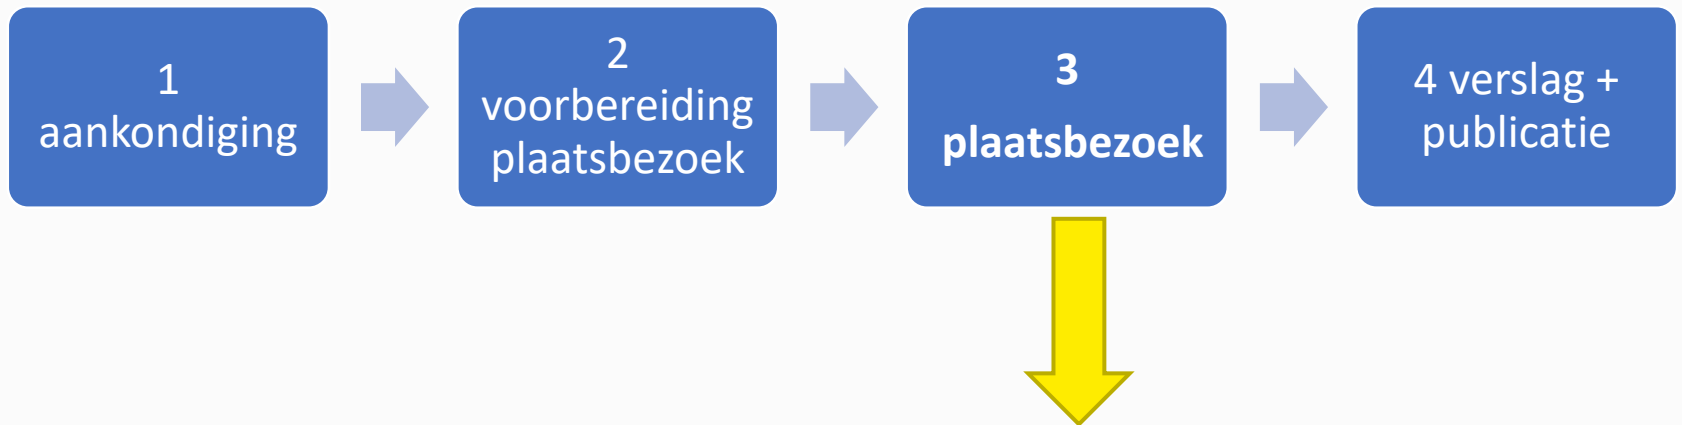 1
aankondiging
2
voorbereiding
plaatsbezoek
3
plaatsbezoek
4 verslag +
publicatie